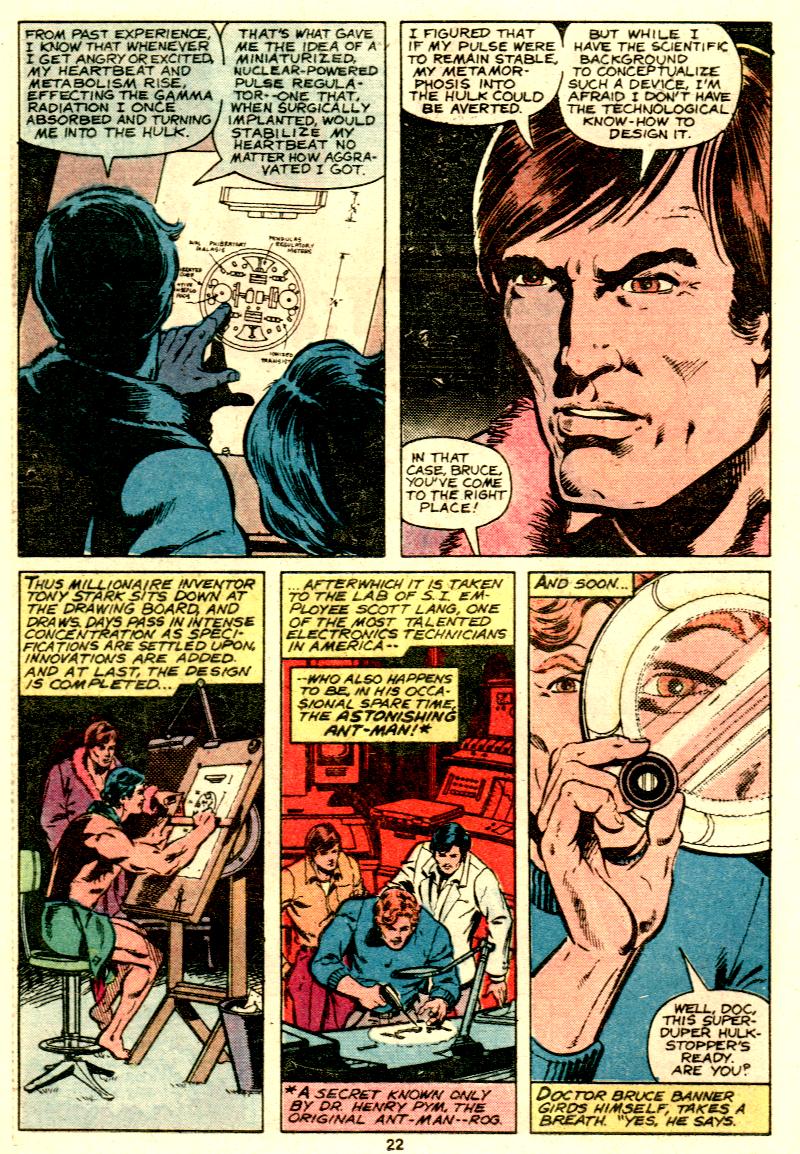 FROM PAST EXPERIENCE,
I KNOW THAT WHENEVER
I GET ANGRY OR EXCITED,
MY HEARTBEAT AND
METABOLISM RISE,
EFFECTING THE GAMMA
RADIATION I ONCE
ABSORBED AND TURNING
ME INTO THE HULK.
THAT'S WHAT GAVE
ME THE IDEA OF A
MINIATURIZED,
NUCLEAR-POWERED
PULSE REGULA-
TOR--ONE THAT,
WHEN SURGICALLY
IMPLANTED, WOULD
STABILIZE MY
HEARTBEAT NO
MATTER HOW AGGRA-
VATED I GOT.
MODULAS
REGULATORY
METERS
IONIZED
I FIGURED THAT
IF MY PULSE WERE
TO REMAIN STABLE,
MY METAMOR-
PHOSIS INTO
THE HULK COULD
BE AVERTED.
BUT WHILE I
HAVE THE SCIENTIFIC
BACKGROUND
TO CONCEPTUALIZE
SUCH A DEVICE, I'M
AFRAID I DON'T HAVE
THE TECHNOLOGICAL
KNOW-HOW TO
DESIGN IT.
IN THAT
CASE, BRUCE,
YOU'VE COME
TO THE RIGHT
PLACE!
THUS MILLIONAIRE INVENTOR
TONY STARK SITS DOWN AT
THE DRAWING BOARD, AND
DRAWS. DAYS PASS IN INTENSE
CONCENTRATION AS SPECI-
FICATIONS ARE SETTLED UPON,
INNOVATIONS ARE ADDED.
AND AT LAST, THE DESIGN
IS COMPLETED...
...AFTERWHICH IT IS TAKEN
TO THE LAB OF S.I. EM-
PLOYEE SCOTT LANG, ONE
OF THE MOST TALENTED
ELECTRONICS TECHNICIANS
IN AMERICA--
--WHO ALSO HAPPENS
TO BE, IN HIS OCCA-
SIONAL SPARE TIME,
THE ASTONISHING
ANT-MAN!*
*A SECRET KNOWN ONLY
BY DR. HENRY PYM, THE
ORIGINAL ANT-MAN--ROG.
AND SOON...
WELL, DOC,
THIS SUPER-
DUPER HULK-
STOPPER'S
READY.
ARE YOU?
DOCTOR BRUCE BANNER
GIRDS HIMSELF, TAKES A
BREATH. "YES, HE SAYS.
22